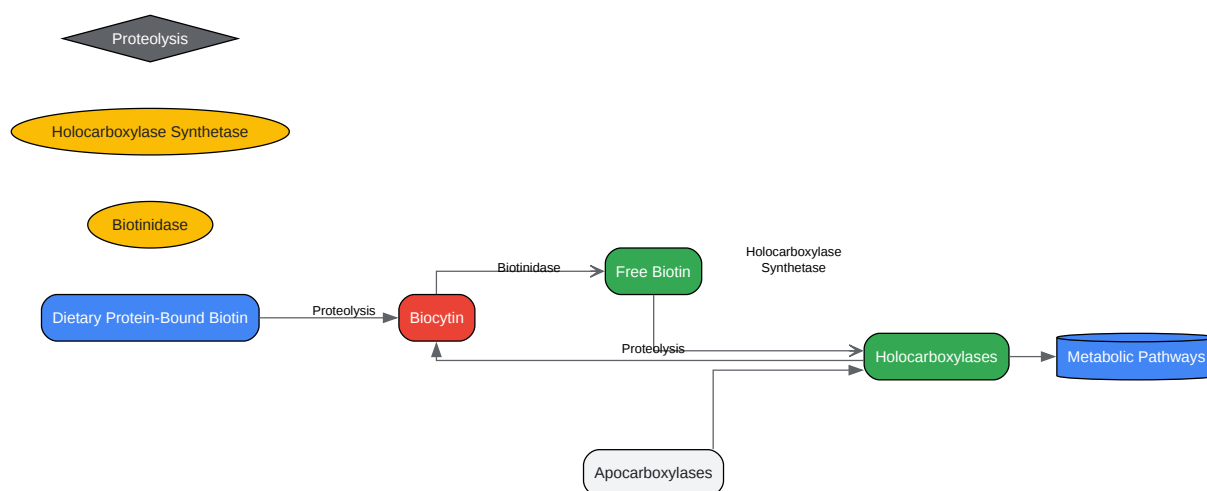 Proteolysis
Holocarboxylase Synthetase
Biotinidase
Holocarboxylase
Synthetase
Biotinidase
Free Biotin
Dietary Protein-Bound Biotin
Proteolysis
Biocytin
Proteolysis
Holocarboxylases
Metabolic Pathways
Apocarboxylases